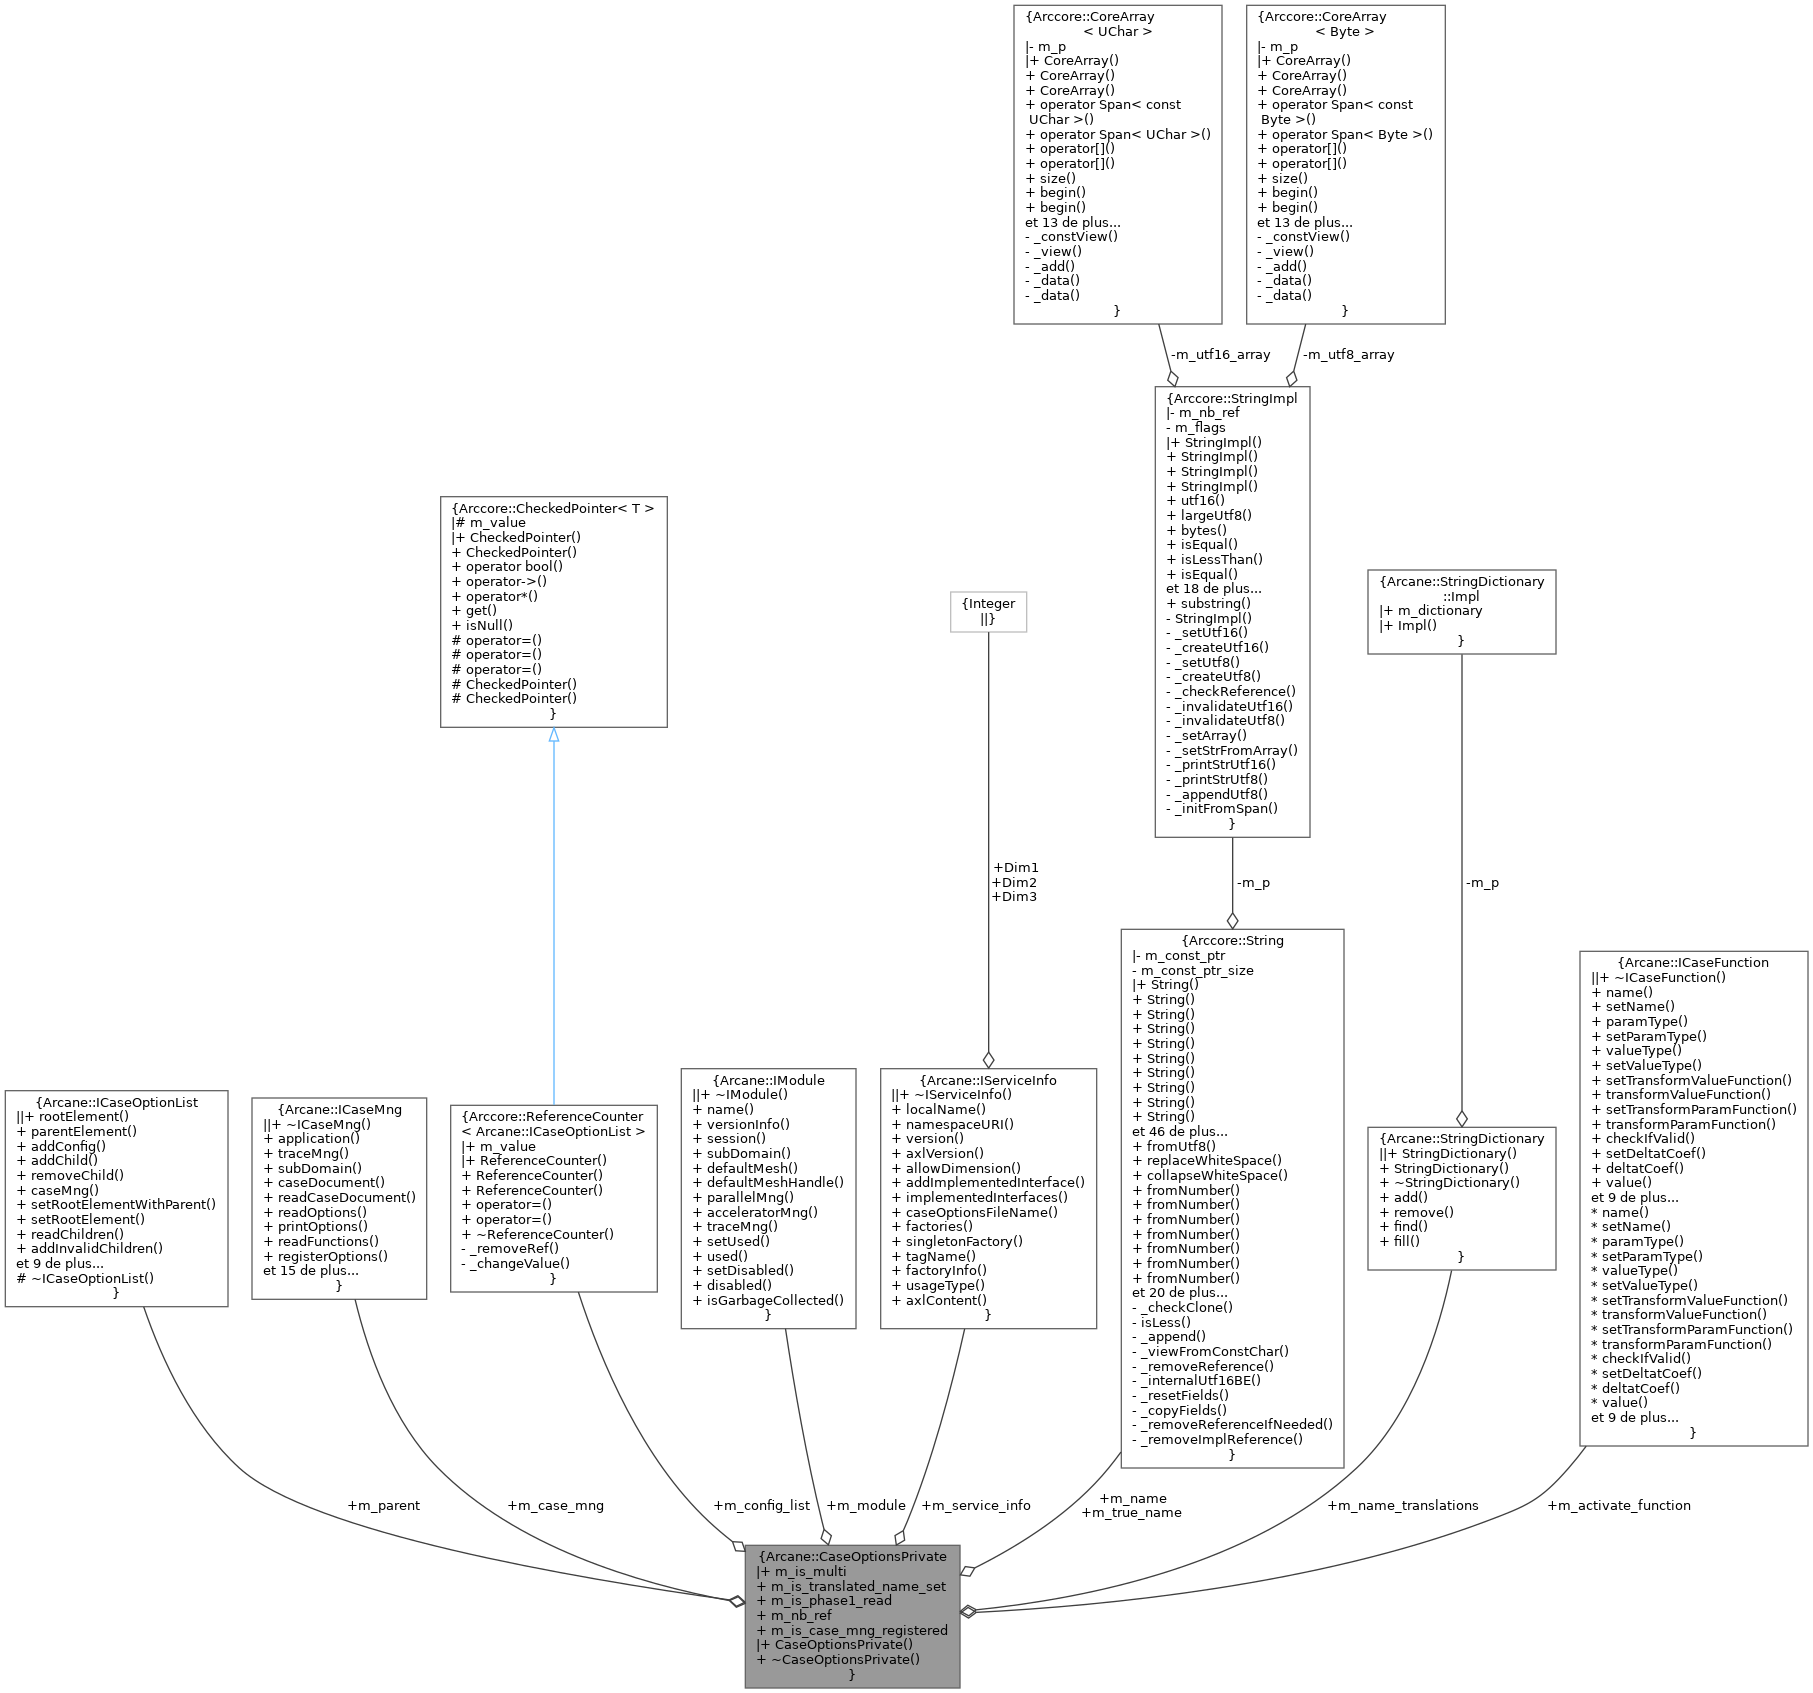 {Arccore::CoreArray
< UChar >
|- m_p
|+ CoreArray()
+ CoreArray()
+ CoreArray()
+ operator Span< const
UChar >()
+ operator Span< UChar >()
+ operator[]()
+ operator[]()
+ size()
+ begin()
+ begin()
et 13 de plus...
- _constView()
- _view()
- _add()
- _data()
- _data()
}
{Arccore::CoreArray
< Byte >
|- m_p
|+ CoreArray()
+ CoreArray()
+ CoreArray()
+ operator Span< const
Byte >()
+ operator Span< Byte >()
+ operator[]()
+ operator[]()
+ size()
+ begin()
+ begin()
et 13 de plus...
- _constView()
- _view()
- _add()
- _data()
- _data()
}
-m_utf16_array
-m_utf8_array
{Arccore::StringImpl
|- m_nb_ref
- m_flags
|+ StringImpl()
+ StringImpl()
+ StringImpl()
+ StringImpl()
+ utf16()
+ largeUtf8()
+ bytes()
+ isEqual()
+ isLessThan()
+ isEqual()
et 18 de plus...
+ substring()
- StringImpl()
- _setUtf16()
- _createUtf16()
- _setUtf8()
- _createUtf8()
- _checkReference()
- _invalidateUtf16()
- _invalidateUtf8()
- _setArray()
- _setStrFromArray()
- _printStrUtf16()
- _printStrUtf8()
- _appendUtf8()
- _initFromSpan()
}
{Arccore::CheckedPointer< T >
|# m_value
|+ CheckedPointer()
+ CheckedPointer()
+ operator bool()
+ operator->()
+ operator*()
+ get()
+ isNull()
# operator=()
# operator=()
# operator=()
# CheckedPointer()
# CheckedPointer()
}
{Integer
||}
{Arcane::StringDictionary
::Impl
|+ m_dictionary
|+ Impl()
}
+Dim1
+Dim2
+Dim3
-m_p
-m_p
{Arcane::ICaseOptionList
||+ rootElement()
+ parentElement()
+ addConfig()
+ addChild()
+ removeChild()
+ caseMng()
+ setRootElementWithParent()
+ setRootElement()
+ readChildren()
+ addInvalidChildren()
et 9 de plus...
# ~ICaseOptionList()
}
{Arcane::ICaseMng
||+ ~ICaseMng()
+ application()
+ traceMng()
+ subDomain()
+ caseDocument()
+ readCaseDocument()
+ readOptions()
+ printOptions()
+ readFunctions()
+ registerOptions()
et 15 de plus...
}
{Arccore::ReferenceCounter
< Arcane::ICaseOptionList >
|+ m_value
|+ ReferenceCounter()
+ ReferenceCounter()
+ ReferenceCounter()
+ operator=()
+ operator=()
+ ~ReferenceCounter()
- _removeRef()
- _changeValue()
}
{Arcane::IModule
||+ ~IModule()
+ name()
+ versionInfo()
+ session()
+ subDomain()
+ defaultMesh()
+ defaultMeshHandle()
+ parallelMng()
+ acceleratorMng()
+ traceMng()
+ setUsed()
+ used()
+ setDisabled()
+ disabled()
+ isGarbageCollected()
}
{Arcane::IServiceInfo
||+ ~IServiceInfo()
+ localName()
+ namespaceURI()
+ version()
+ axlVersion()
+ allowDimension()
+ addImplementedInterface()
+ implementedInterfaces()
+ caseOptionsFileName()
+ factories()
+ singletonFactory()
+ tagName()
+ factoryInfo()
+ usageType()
+ axlContent()
}
{Arccore::String
|- m_const_ptr
- m_const_ptr_size
|+ String()
+ String()
+ String()
+ String()
+ String()
+ String()
+ String()
+ String()
+ String()
+ String()
et 46 de plus...
+ fromUtf8()
+ replaceWhiteSpace()
+ collapseWhiteSpace()
+ fromNumber()
+ fromNumber()
+ fromNumber()
+ fromNumber()
+ fromNumber()
+ fromNumber()
+ fromNumber()
et 20 de plus...
- _checkClone()
- isLess()
- _append()
- _viewFromConstChar()
- _removeReference()
- _internalUtf16BE()
- _resetFields()
- _copyFields()
- _removeReferenceIfNeeded()
- _removeImplReference()
}
{Arcane::StringDictionary
||+ StringDictionary()
+ StringDictionary()
+ ~StringDictionary()
+ add()
+ remove()
+ find()
+ fill()
}
{Arcane::ICaseFunction
||+ ~ICaseFunction()
+ name()
+ setName()
+ paramType()
+ setParamType()
+ valueType()
+ setValueType()
+ setTransformValueFunction()
+ transformValueFunction()
+ setTransformParamFunction()
+ transformParamFunction()
+ checkIfValid()
+ setDeltatCoef()
+ deltatCoef()
+ value()
et 9 de plus...
* name()
* setName()
* paramType()
* setParamType()
* valueType()
* setValueType()
* setTransformValueFunction()
* transformValueFunction()
* setTransformParamFunction()
* transformParamFunction()
* checkIfValid()
* setDeltatCoef()
* deltatCoef()
* value()
et 9 de plus...
}
+m_parent
+m_case_mng
+m_config_list
+m_module
+m_service_info
+m_name
+m_true_name
+m_name_translations
+m_activate_function
{Arcane::CaseOptionsPrivate
|+ m_is_multi
+ m_is_translated_name_set
+ m_is_phase1_read
+ m_nb_ref
+ m_is_case_mng_registered
|+ CaseOptionsPrivate()
+ ~CaseOptionsPrivate()
}